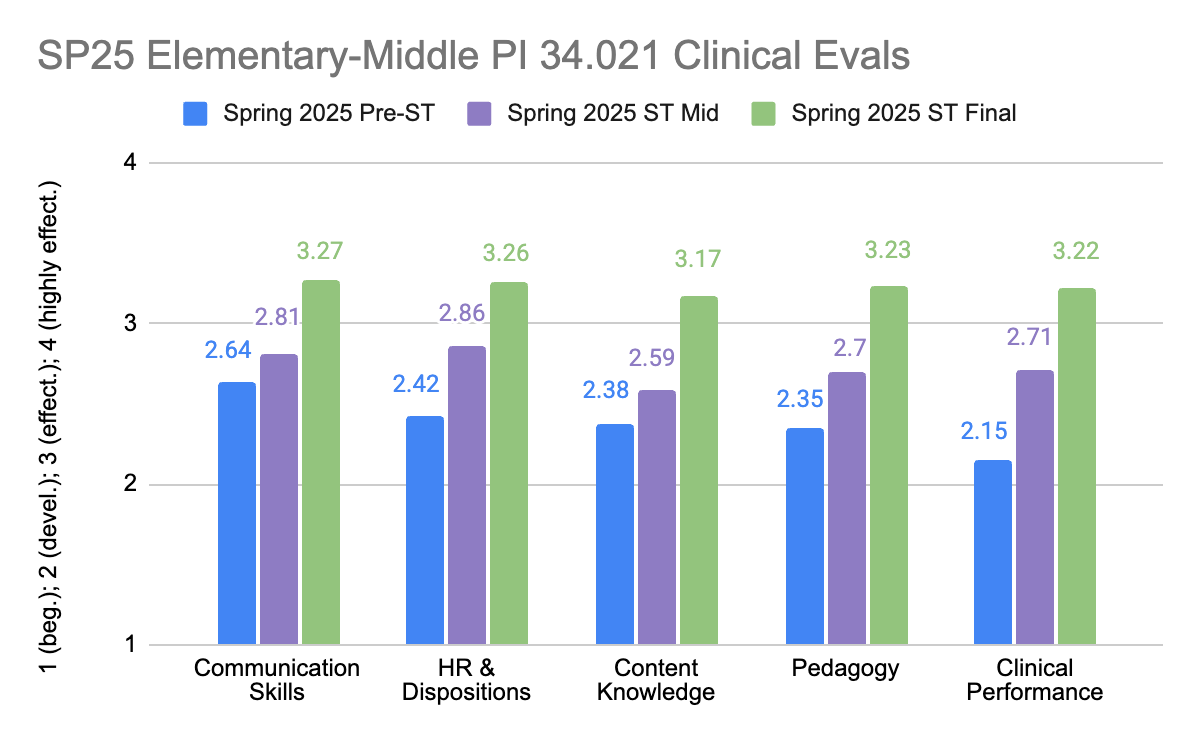 SP25 Elementary-Middle PI 34.021 Clinical Evals
Spring 2025 Pre-ST Spring 2025 ST Mid Spring 2025 ST Final
1 (beg.); 2 (devel.); 3 (effect.); 4 (highly effect.)
4
3
2
1
2.64 2.81 3.27
2.42 2.86 3.26
2.38 2.59 3.17
2.35 2.7 3.23
2.15 2.71 3.22
Communication
Skills
HR &
Dispositions
Content
Knowledge
Pedagogy
Clinical
Performance